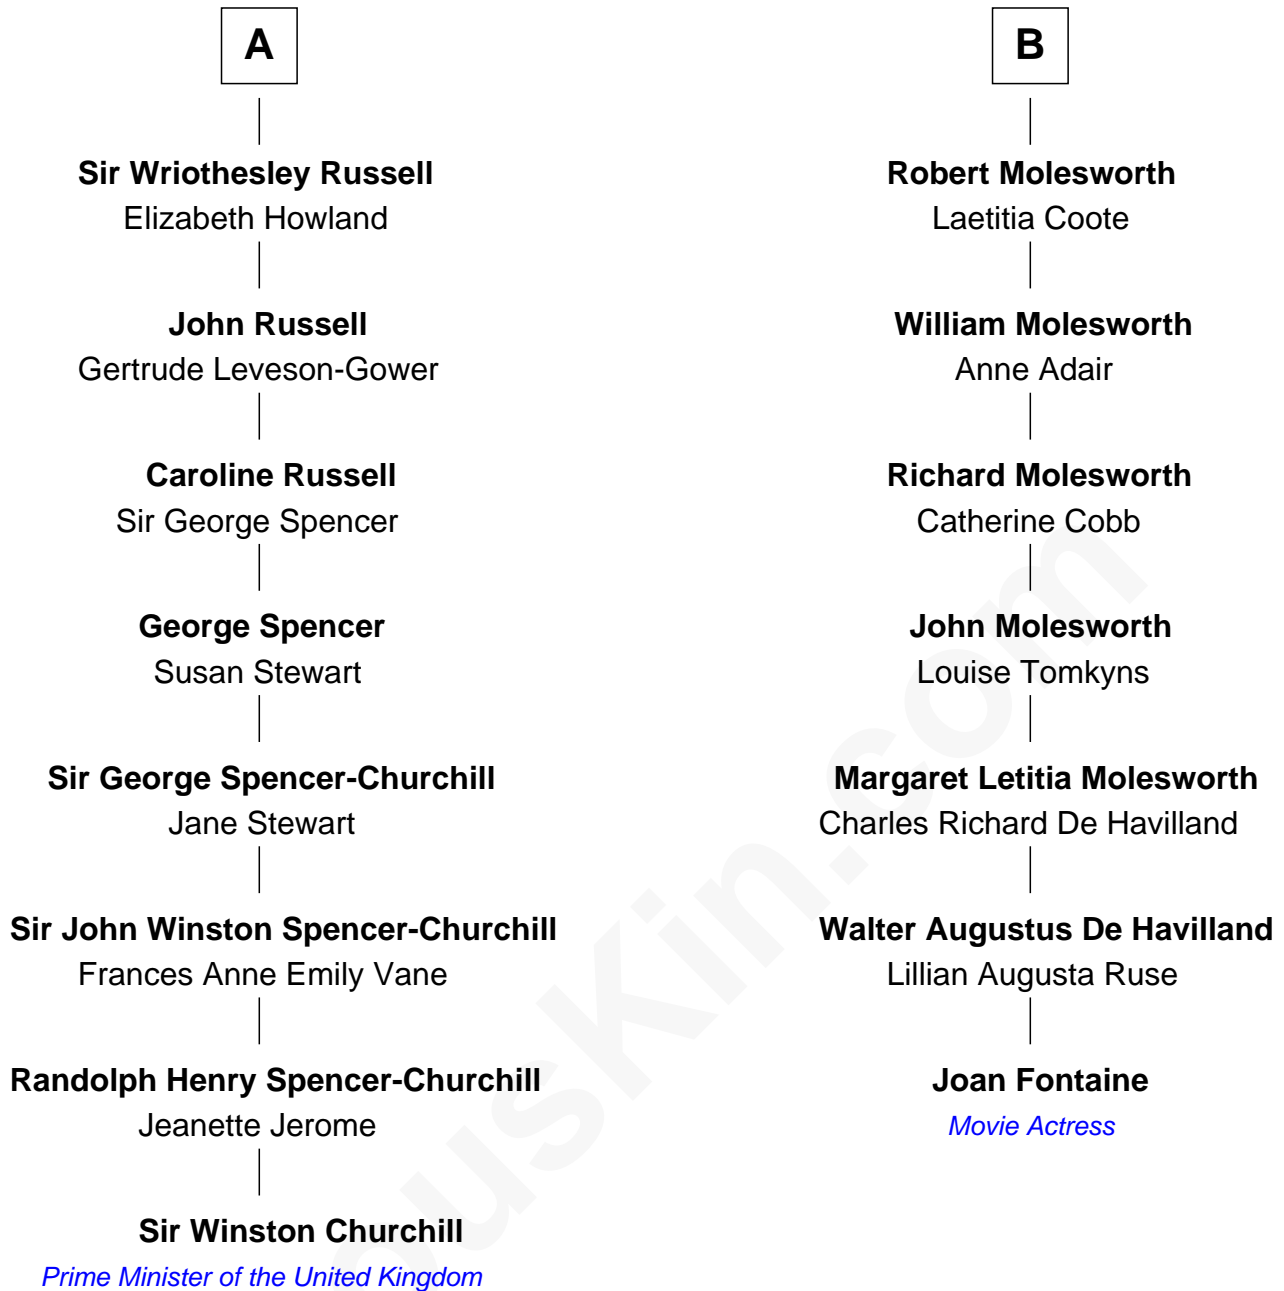 A
Sir Wriothesley Russell
Elizabeth Howland
John Russell
Gertrude Leveson-Gower
Caroline Russell
Sir George Spencer
George Spencer
Susan Stewart
Sir George Spencer-Churchill
Jane Stewart
Sir John Winston Spencer-Churchill
Frances Anne Emily Vane
Randolph Henry Spencer-Churchill
Jeanette Jerome
Sir Winston Churchill
Prime Minister of the United Kingdom
B
Robert Molesworth
Laetitia Coote
William Molesworth
Anne Adair
Richard Molesworth
Catherine Cobb
John Molesworth
Louise Tomkyns
Margaret Letitia Molesworth
Charles Richard De Havilland
Walter Augustus De Havilland
Lillian Augusta Ruse
Joan Fontaine
Movie Actress
ousKin.com